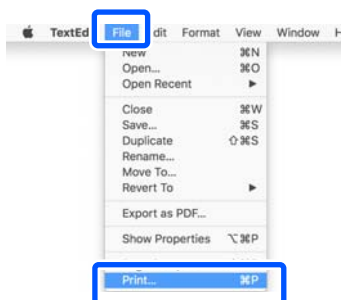 TextEd File dit Format View Window H
New ⌘N
Open... ⌘O
Open Recent ▶
Close ⌘W
Save... ⌘S
Duplicate ⇧⌘S
Rename...
Move To...
Revert To ▶
Export as PDF...
Show Properties ⌥⌘P
Print... ⌘P